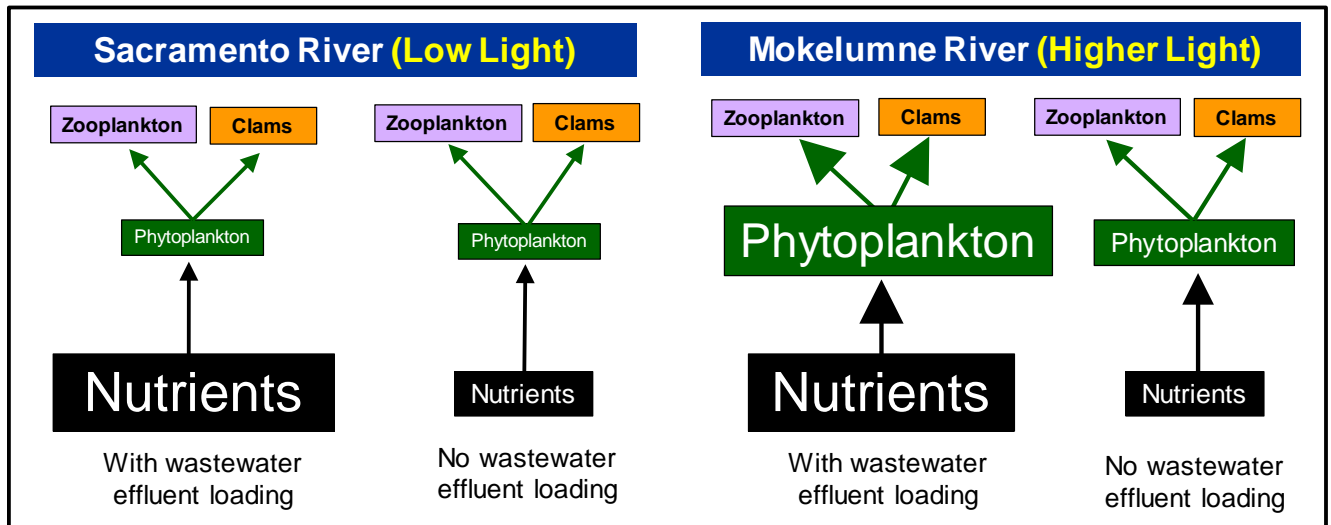 Sacramento River (Low Light)
Zooplankton
Clams
Zooplankton
Clams
Phytoplankton
Phytoplankton
Nutrients
Nutrients
With wastewater
effluent loading
No wastewater
effluent loading
Mokelumne River (Higher Light)
Zooplankton
Clams
Zooplankton
Clams
Phytoplankton
Phytoplankton
Nutrients
Nutrients
With wastewater
effluent loading
No wastewater
effluent loading